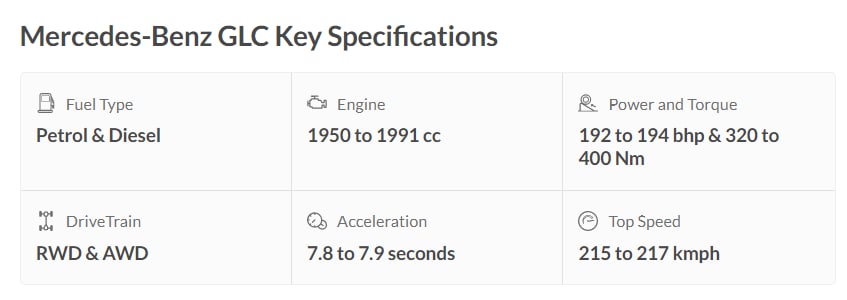 Mercedes-Benz GLC Key Specifications
Fuel Type
Petrol & Diesel
Engine
1950 to 1991 cc
Power and Torque
192 to 194 bhp & 320 to
400 Nm
DriveTrain
RWD & AWD
Acceleration
7.8 to 7.9 seconds
Top Speed
215 to 217 kmph